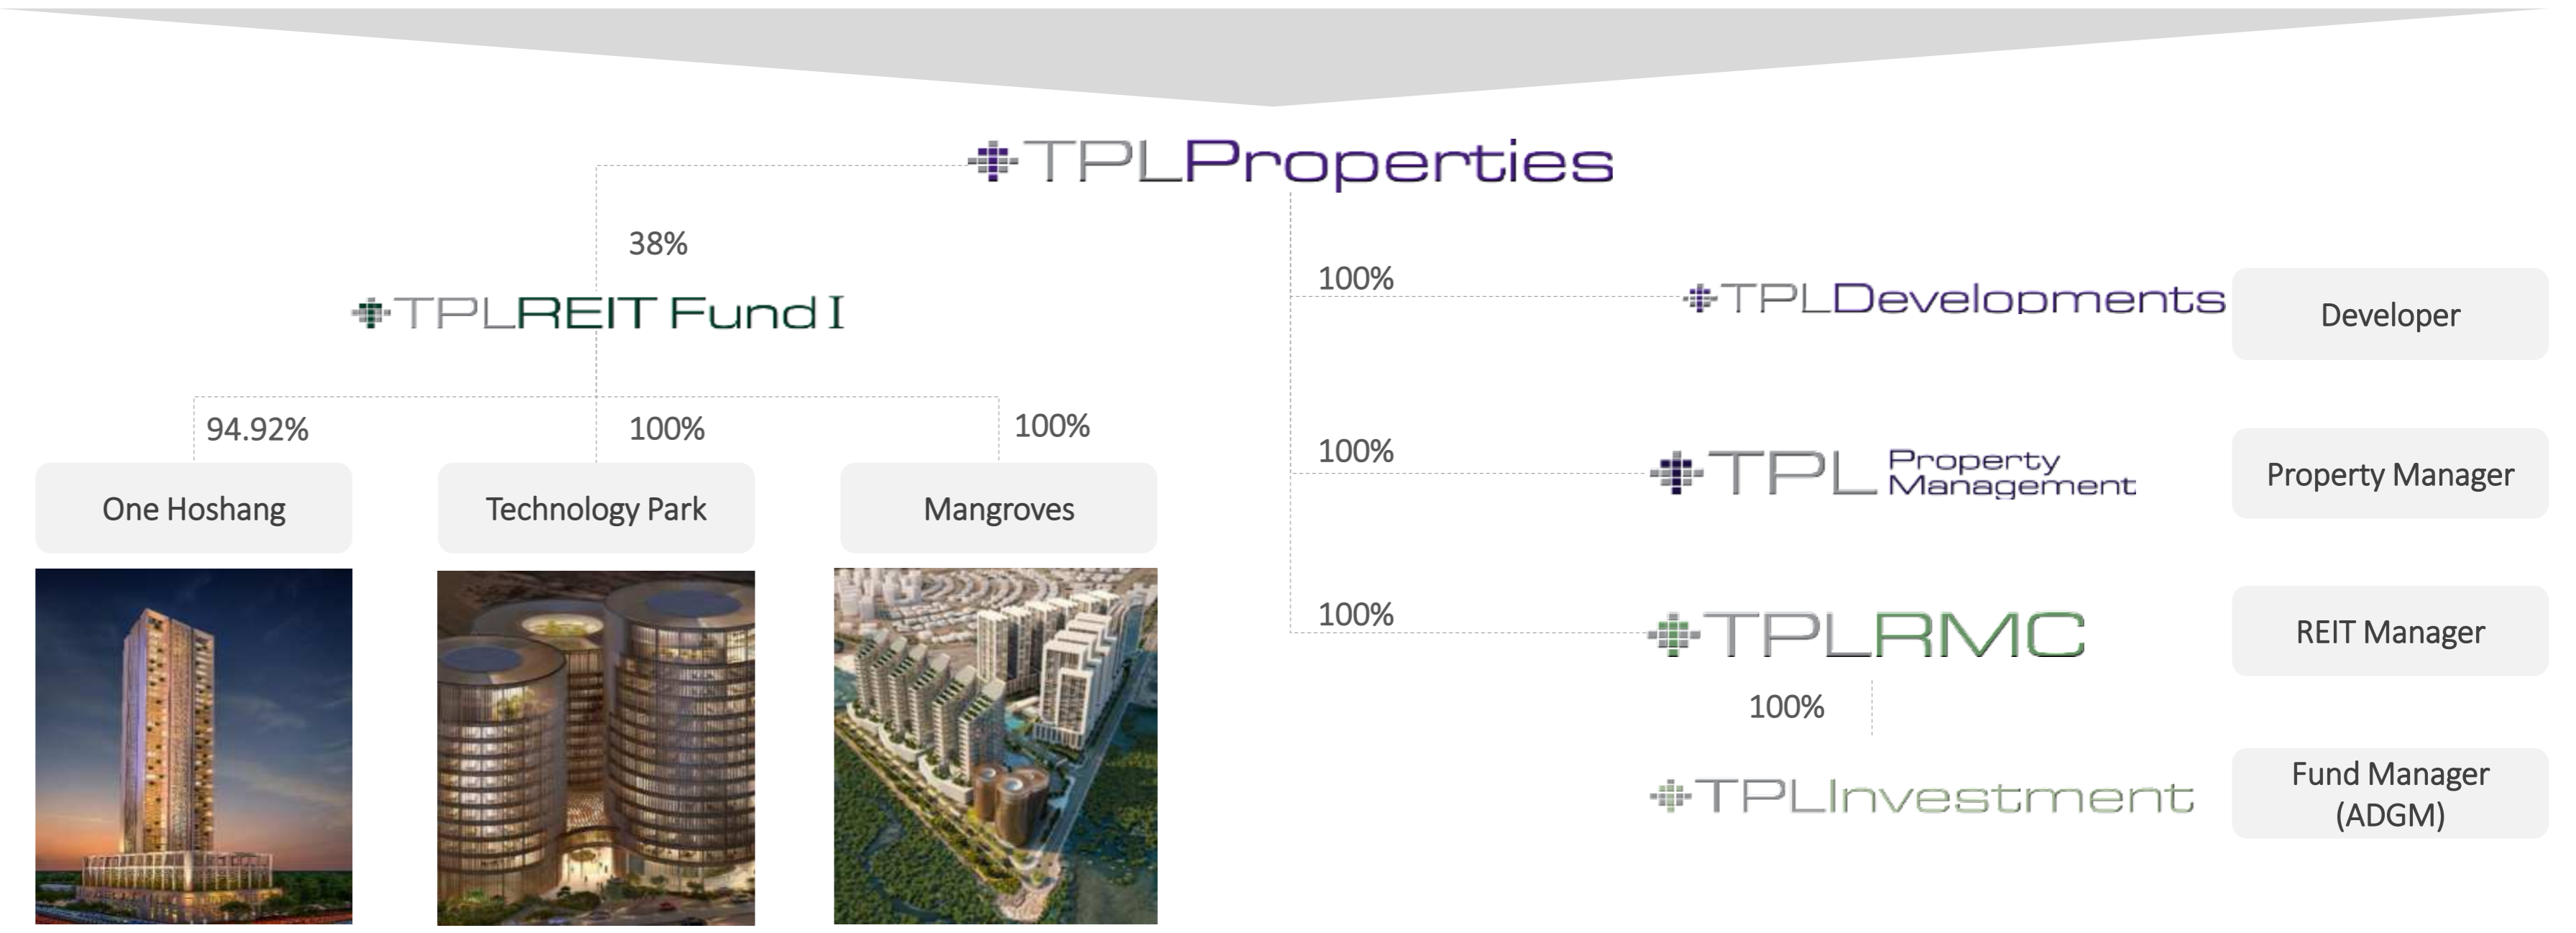 TPLProperties
38%
TPLREIT Fund I
94.92%
100%
100%
One Hoshang
Technology Park
Mangroves
100%
TPLDevelopments
Developer
100%
TPL Property
Management
Property Manager
100%
TPLRMC
REIT Manager
100%
TPLInvestment
Fund Manager
(ADGM)